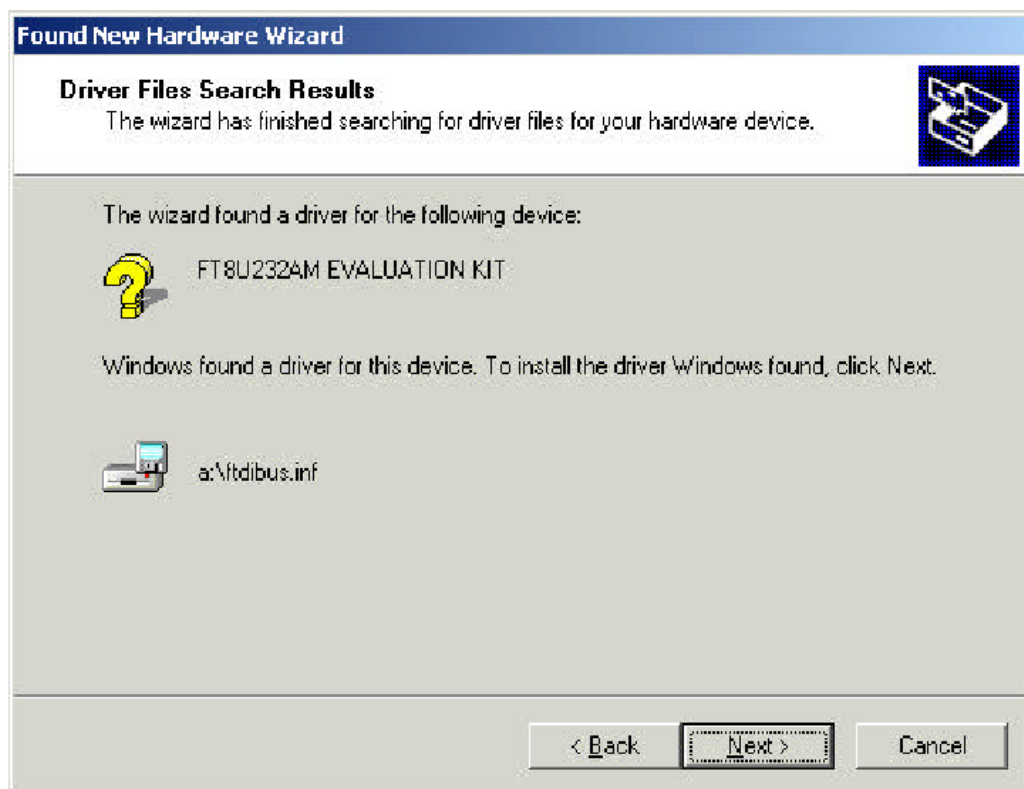 Found New Hardware Wizard
Driver Files Search Results
The wizard has finished searching for driver files for your hardware device.
The wizard found a driver for the following device:
FT8U232AM EVALUATION KIT
Windows found a driver for this device. To install the driver Windows found, click Next.
a:\ftdibus.inf
< Back Next > Cancel